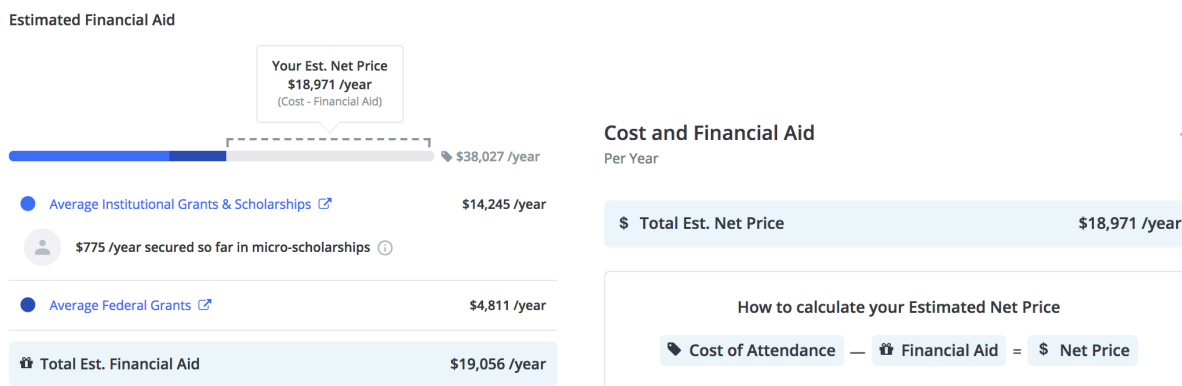 Estimated Financial Aid
Your Est. Net Price
$18,971 /year
(Cost - Financial Aid)
$38,027 /year
Average Institutional Grants & Scholarships $14,245 /year
$775 /year secured so far in micro-scholarships
Average Federal Grants $4,811 /year
Total Est. Financial Aid $19,056 /year
Cost and Financial Aid
Per Year
$ Total Est. Net Price $18,971 /year
How to calculate your Estimated Net Price
Cost of Attendance — Financial Aid = $ Net Price